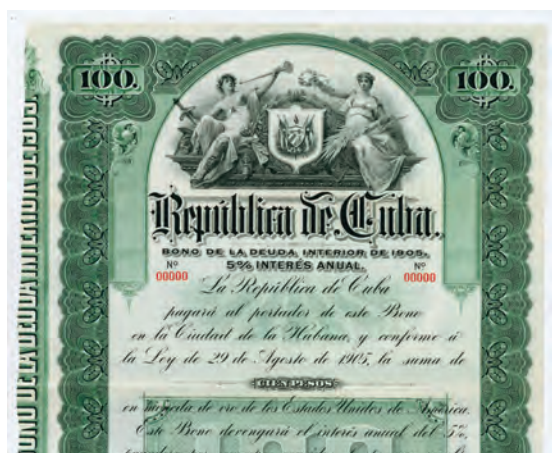 100.
100.
República de Cuba.
BONO DE LA DEUDA INTERIOR DE 1905.
5% INTERÉS ANUAL.
Nº
00000
Nº
00000
La República de Cuba
pagará al portador de este Bono
en la Ciudad de la Habana, y conforme á
la Ley de 29 de Agosto de 1905, la suma de
CIEN PESOS
en moneda de oro de los Estados Unidos de América.
Este Bono devengará el interés anual del 5%,
BONO DE LA DEUDA INTERIOR DE 1905.